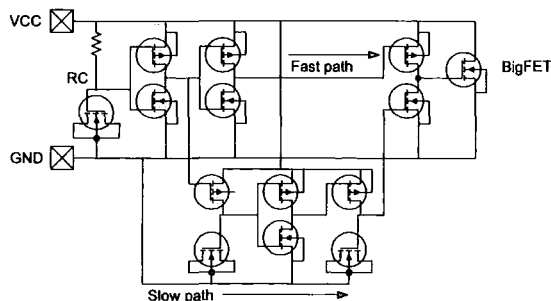 VCC
RC
Fast path
BigFET
GND
Slow path